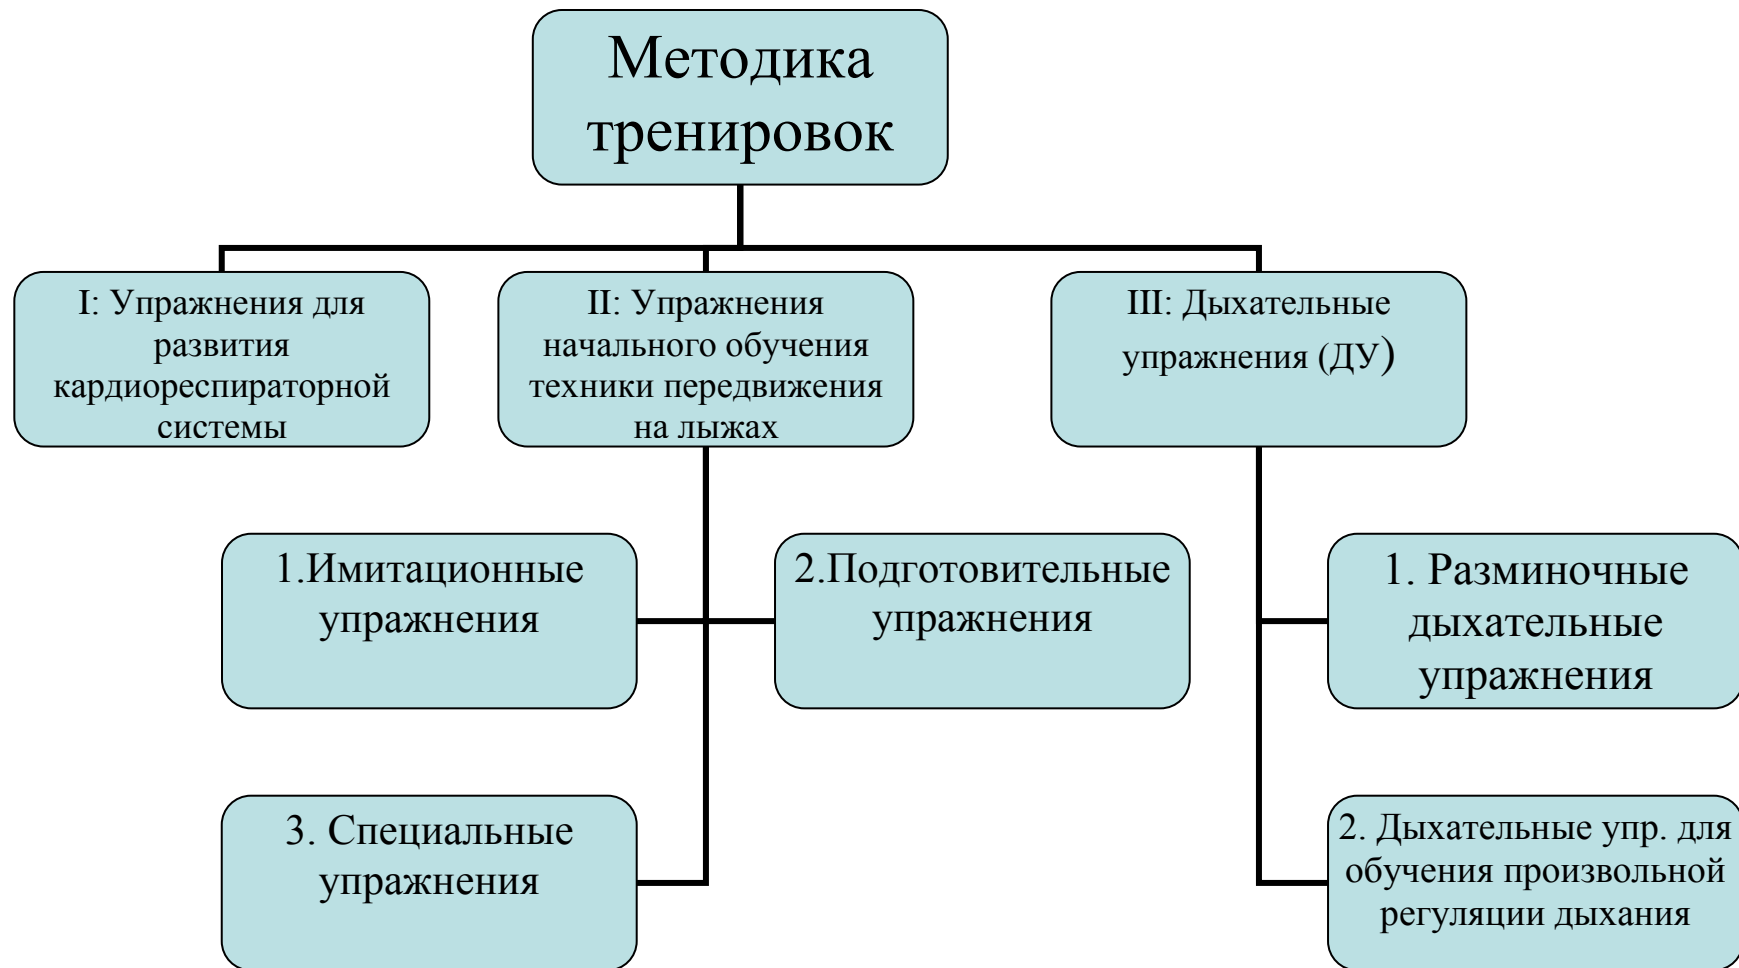 Методика
тренировок
I: Упражнения для
развития
кардиореспираторной
системы
II: Упражнения
начального обучения
техники передвижения
на лыжах
III: Дыхательные
упражнения (ДУ)
1.Имитационные
упражнения
2.Подготовительные
упражнения
1. Разминочные
дыхательные
упражнения
3. Специальные
упражнения
2. Дыхательные упр. для
обучения произвольной
регуляции дыхания